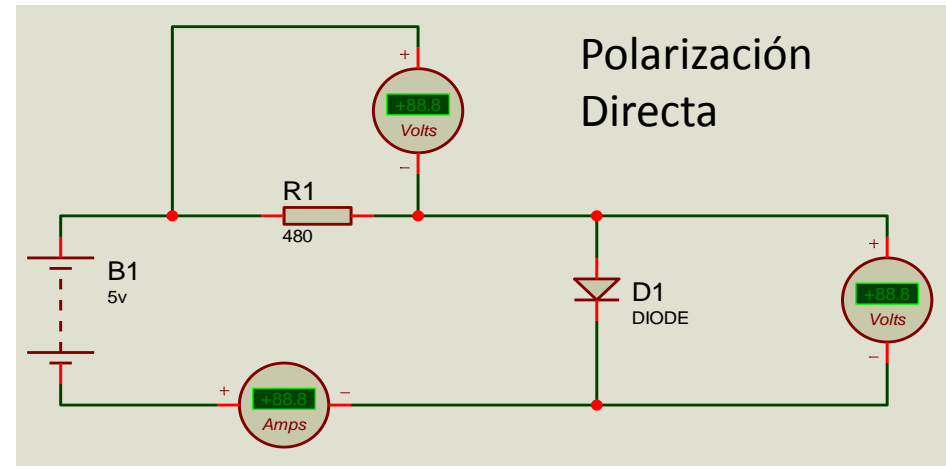 Polarización
Directa
+
+88.8
Volts
−
R1
480
B1
5v
D1
DIODE
+
+88.8
Volts
−
+
+88.8
−
Amps